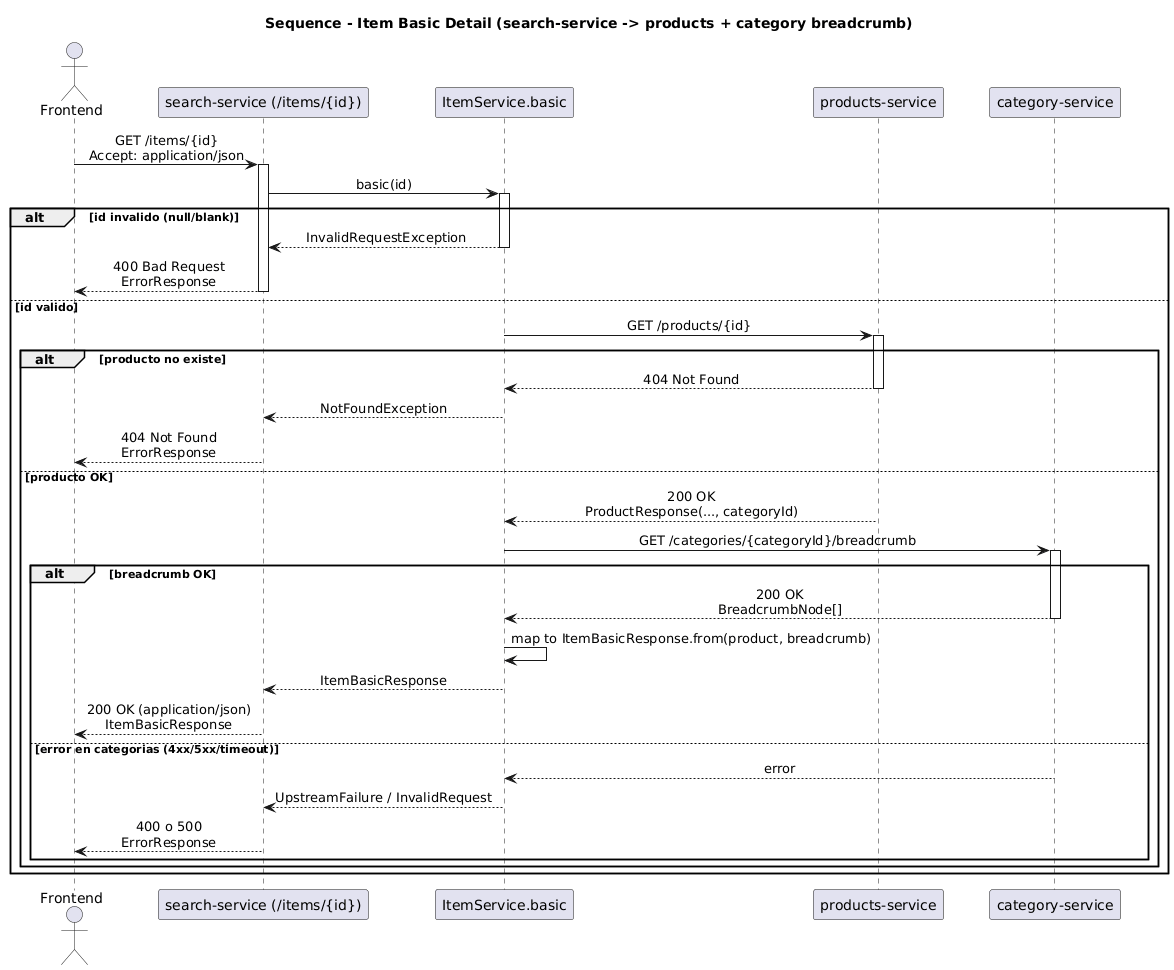 Sequence - Item Basic Detail (search-service -> products + category breadcrumb)
Frontend
search-service (/items/{id})
ItemService.basic
products-service
category-service
GET /items/{id}
Accept: application/json
basic(id)
alt
[id invalido (null/blank)]
InvalidRequestException
400 Bad Request
ErrorResponse
[id valido]
GET /products/{id}
alt
[producto no existe]
404 Not Found
NotFoundException
404 Not Found
ErrorResponse
[producto OK]
200 OK
ProductResponse(..., categoryId)
GET /categories/{categoryId}/breadcrumb
alt
[breadcrumb OK]
200 OK
BreadcrumbNode[]
map to ItemBasicResponse.from(product, breadcrumb)
ItemBasicResponse
200 OK (application/json)
ItemBasicResponse
[error en categorias (4xx/5xx/timeout)]
error
UpstreamFailure / InvalidRequest
400 o 500
ErrorResponse
Frontend
search-service (/items/{id})
ItemService.basic
products-service
category-service